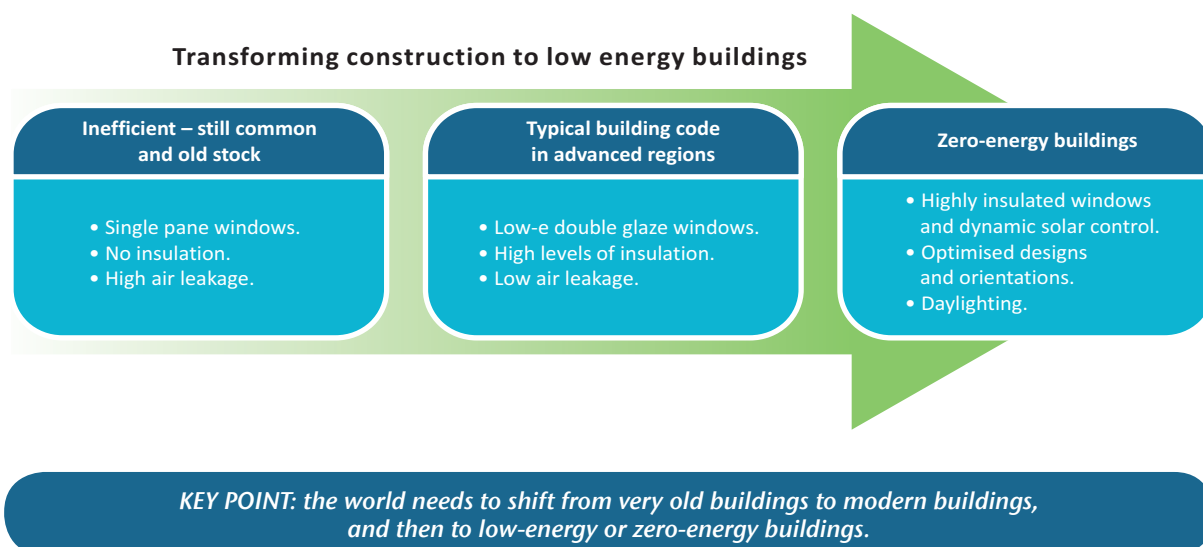 Transforming construction to low energy buildings
Inefficient – still common
and old stock
• Single pane windows.
• No insulation.
• High air leakage.
Typical building code
in advanced regions
• Low-e double glaze windows.
• High levels of insulation.
• Low air leakage.
Zero-energy buildings
• Highly insulated windows
and dynamic solar control.
• Optimised designs
and orientations.
• Daylighting.
KEY POINT: the world needs to shift from very old buildings to modern buildings,
and then to low-energy or zero-energy buildings.